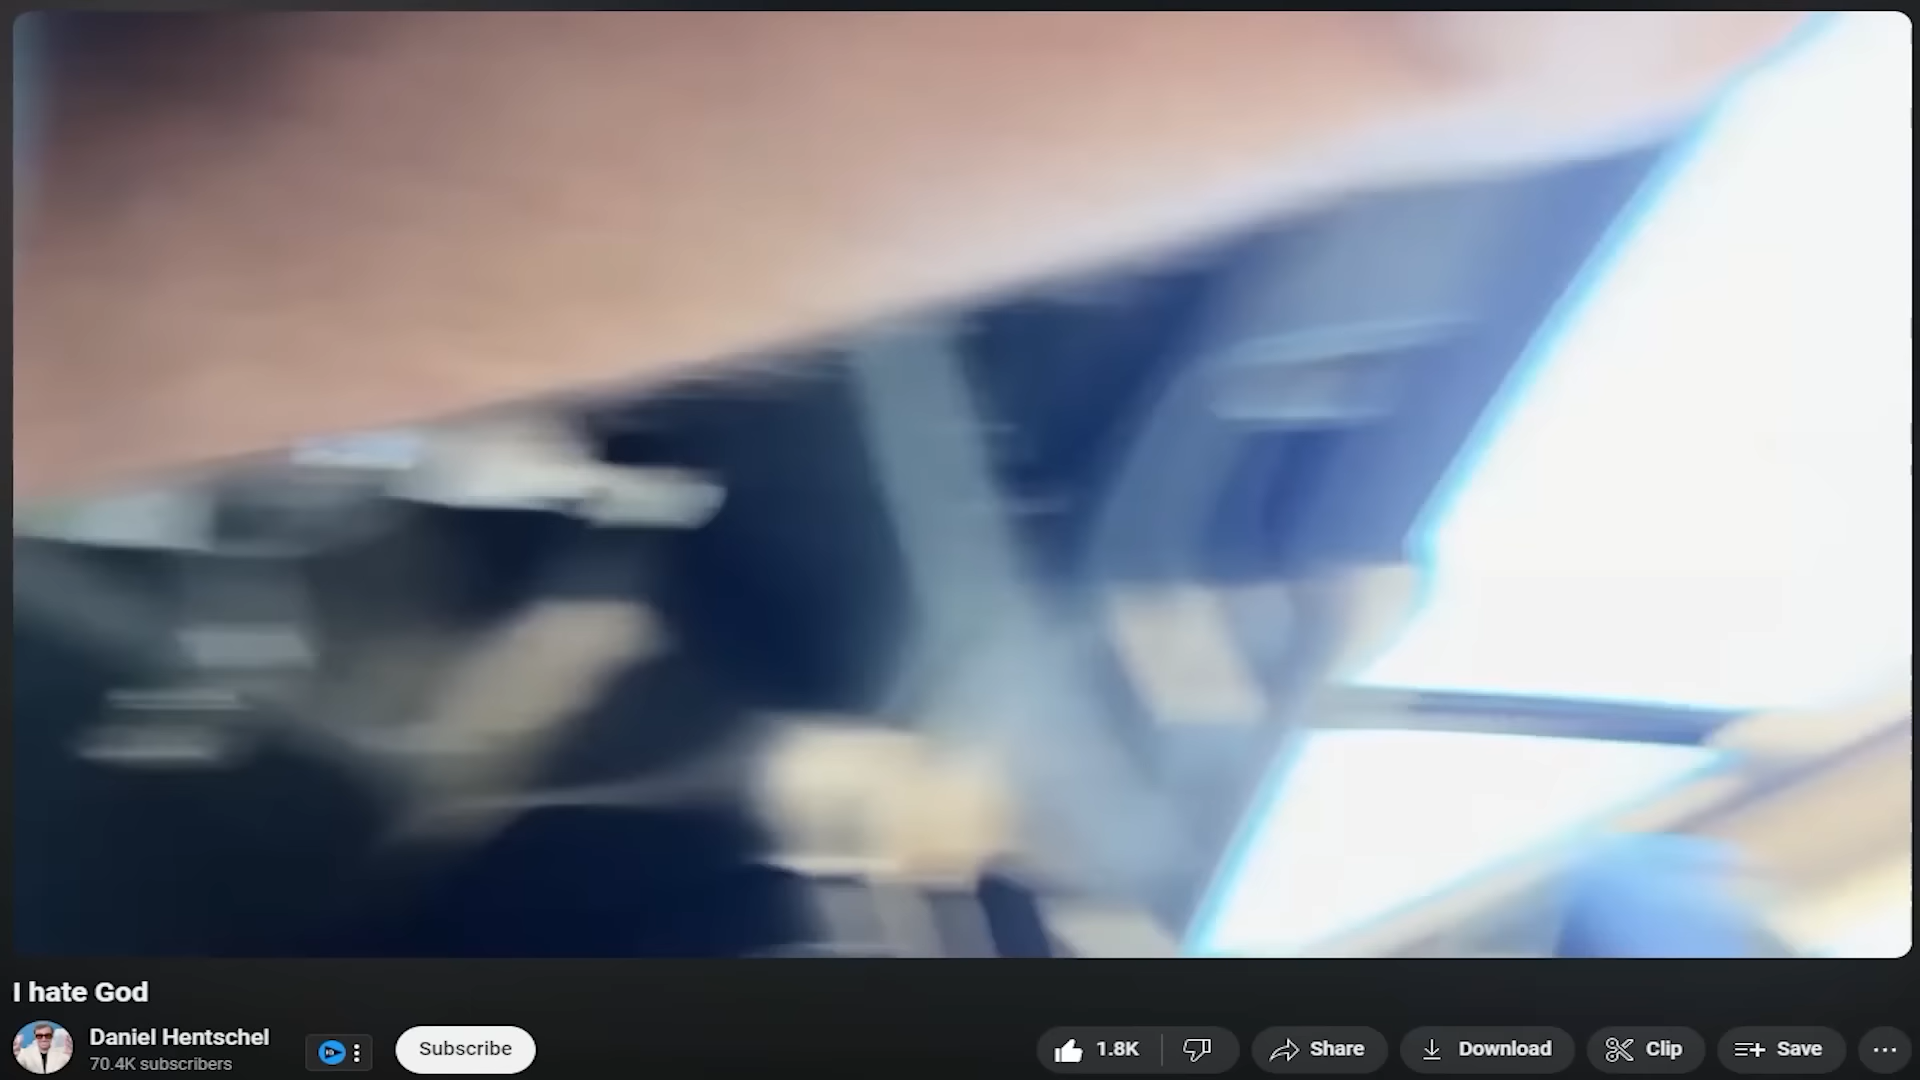 I hate God
Daniel Hentschel
70.4K subscribers
Subscribe
1.8K
Share
Download
Clip
Save